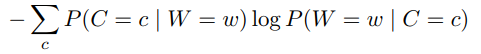 − ∑_c P(C = c | W = w) log P(W = w | C = c)